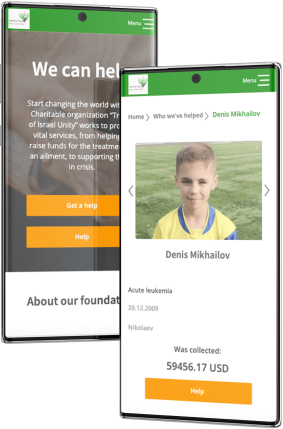 Menu
We can hel
Start changing the world wit
Charitable organization "Tr
of Israel Unity" works to pro
vital services, from helping
raise funds for the treatme
an ailment, to supporting th
in crisis.
Get a help
Help
About our foundat
Menu
Home > Who we've helped > Denis Mikhailov
Denis Mikhailov
Acute leukemia
20.12.2009
Nikolaev
Was collected:
59456.17 USD
Help